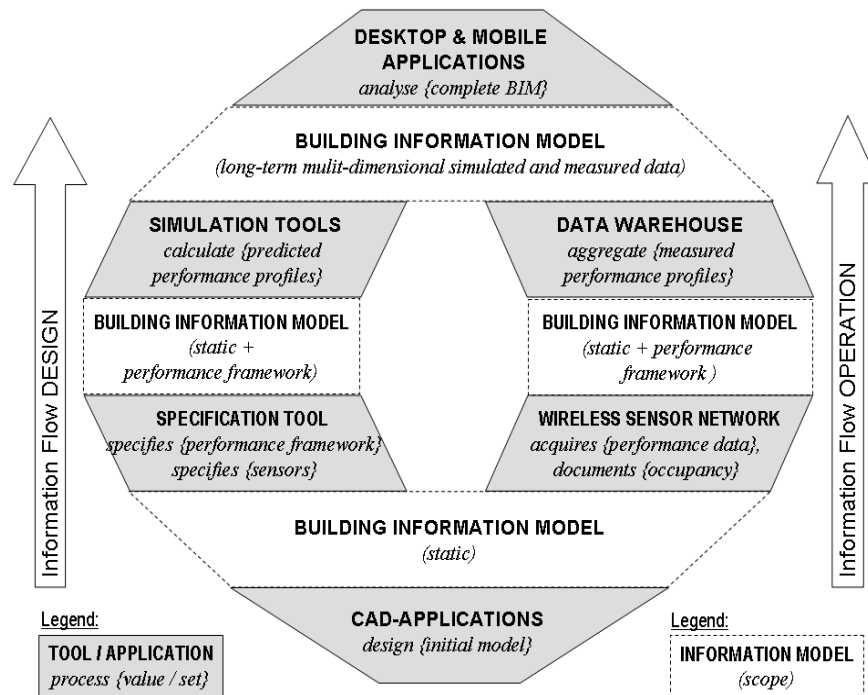 DESKTOP & MOBILE
APPLICATIONS
analyse {complete BIM}
BUILDING INFORMATION MODEL
(long-term mulit-dimensional simulated and measured data)
SIMULATION TOOLS
calculate {predicted
performance profiles}
DATA WAREHOUSE
aggregate {measured
performance profiles}
BUILDING INFORMATION MODEL
(static +
performance framework)
BUILDING INFORMATION MODEL
(static + performance
framework )
SPECIFICATION TOOL
specifies {performance framework}
specifies {sensors}
WIRELESS SENSOR NETWORK
acquires {performance data},
documents {occupancy}
BUILDING INFORMATION MODEL
(static)
CAD-APPLICATIONS
design {initial model}
Information Flow DESIGN
Information Flow OPERATION
Legend:
TOOL / APPLICATION
process {value / set}
Legend:
INFORMATION MODEL
(scope)